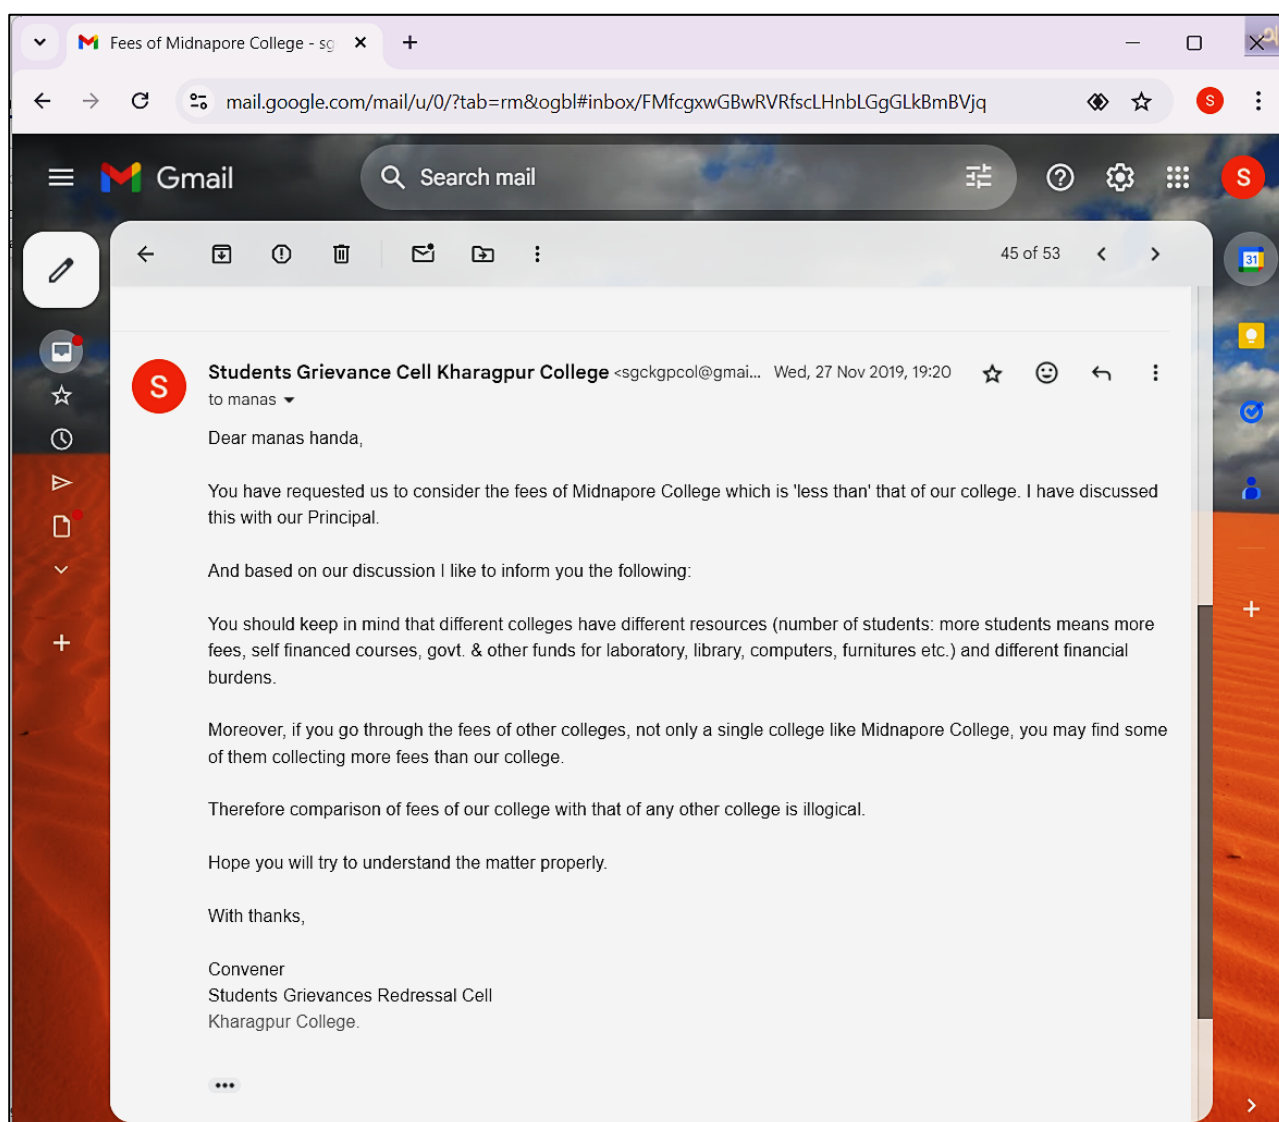 Fees of Midnapore College - sg
mail.google.com/mail/u/0/?tab=rm&ogbl#inbox/FMfcgxwGBwRVRfscLHnbLGgGLkBmBVjq
S
Gmail
Search mail
S
45 of 53
31
S
Students Grievance Cell Kharagpur College <sgckgpcol@gmai... Wed, 27 Nov 2019, 19:20
to manas
Dear manas handa,
You have requested us to consider the fees of Midnapore College which is 'less than' that of our college. I have discussed
this with our Principal.
And based on our discussion I like to inform you the following:
You should keep in mind that different colleges have different resources (number of students: more students means more
fees, self financed courses, govt. & other funds for laboratory, library, computers, furnitures etc.) and different financial
burdens.
Moreover, if you go through the fees of other colleges, not only a single college like Midnapore College, you may find some
of them collecting more fees than our college.
Therefore comparison of fees of our college with that of any other college is illogical.
Hope you will try to understand the matter properly.
With thanks,
Convener
Students Grievances Redressal Cell
Kharagpur College.